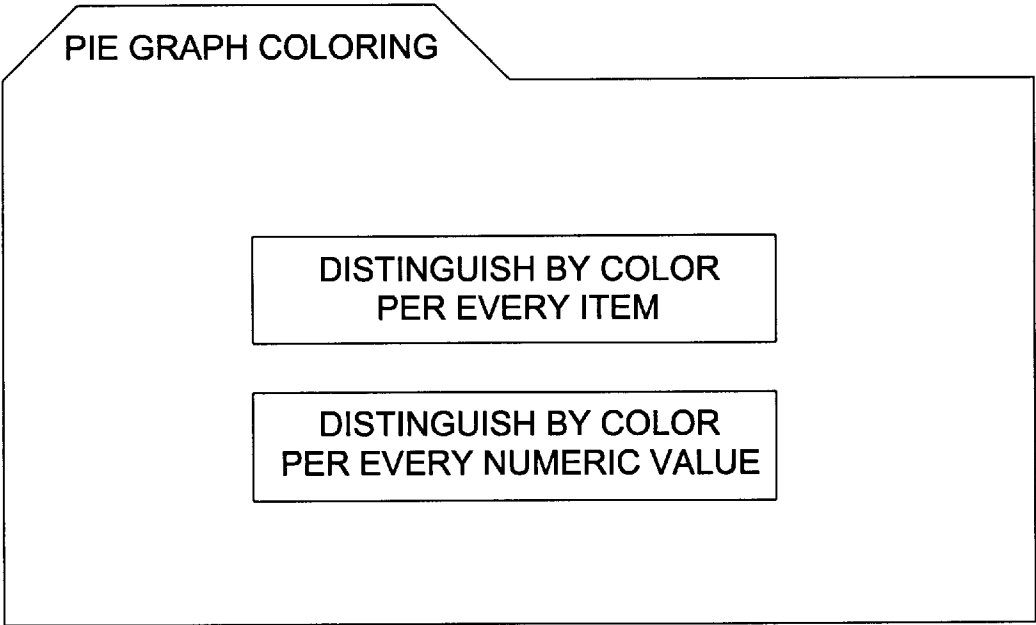 PIE GRAPH COLORING
DISTINGUISH BY COLOR
PER EVERY ITEM
DISTINGUISH BY COLOR
PER EVERY NUMERIC VALUE